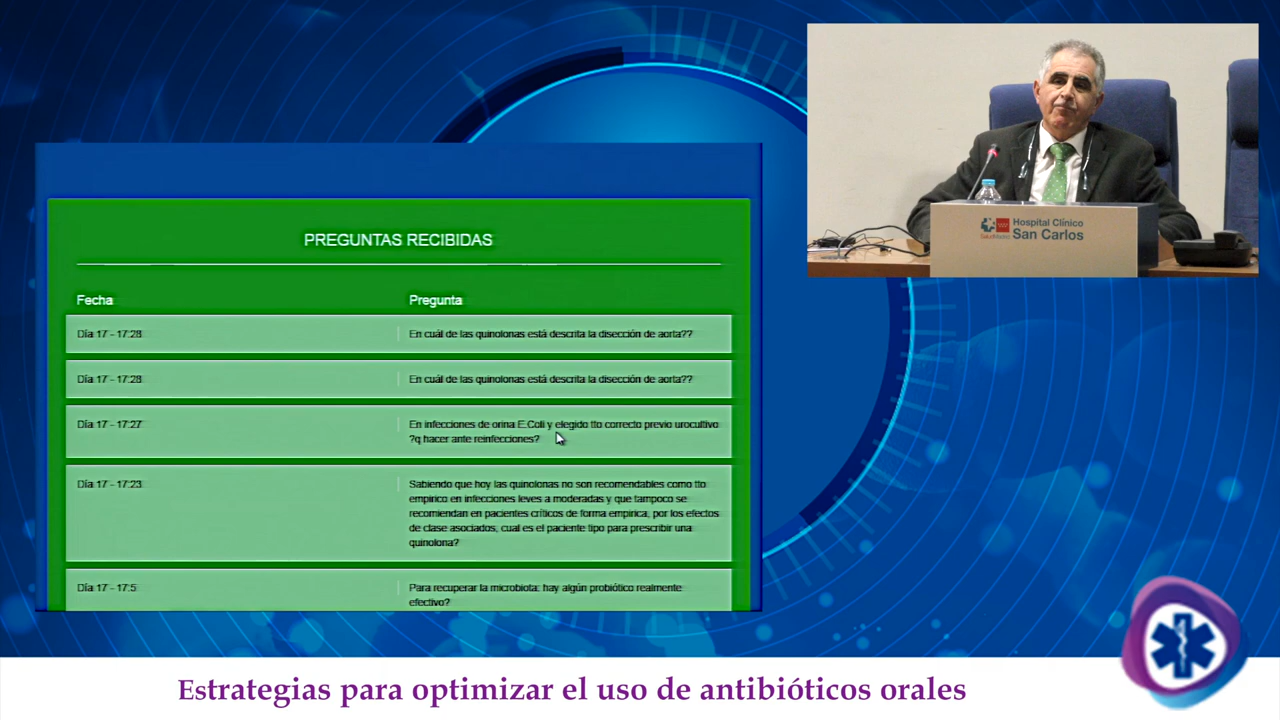 PREGUNTAS RECIBIDAS
Fecha Pregunta
Día 17 - 17:28 En cuál de las quinolonas está descrita la disección de aorta??
Día 17 - 17:28 En cuál de las quinolonas está descrita la disección de aorta??
Día 17 - 17:27 En infecciones de orina E.Coli y elegido tto correcto previo urocultivo
?q hacer ante reinfecciones?
Día 17 - 17:23 Sabiendo que hoy las quinolonas no son recomendables como tto
empirico en infecciones leves a moderadas y que tampoco se
recomiendan en pacientes críticos de forma empirica, por los efectos
de clase asociados, cual es el paciente tipo para prescribir una
quinolona?
Día 17 - 17:5 Para recuperar la microbiota: hay algún probiótico realmente
efectivo?
Hospital Clínico
San Carlos
SaludMadrid
Estrategias para optimizar el uso de antibióticos orales